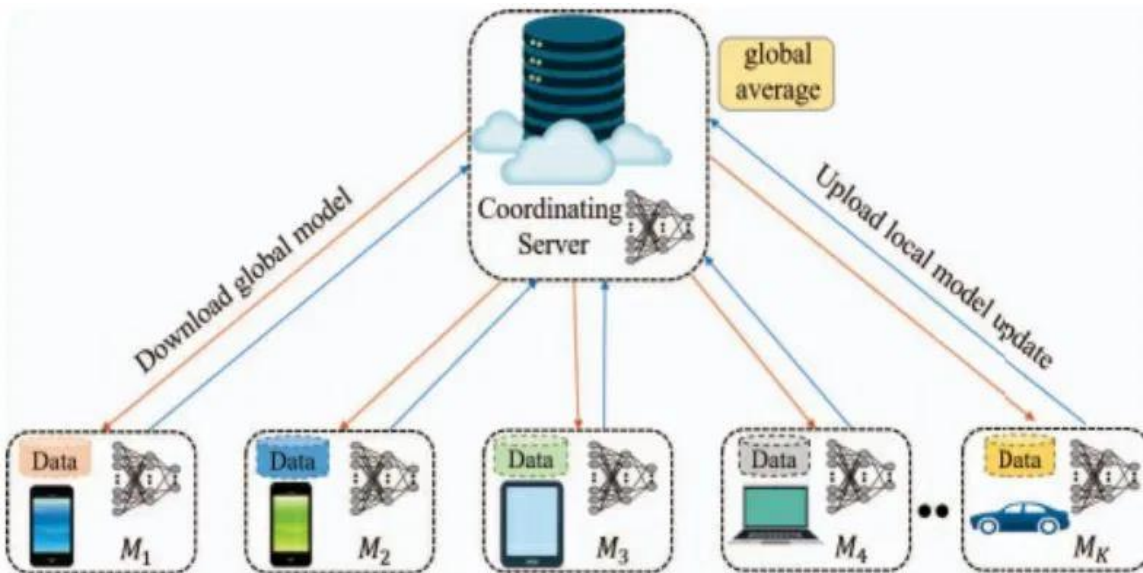 global
average
Coordinating
Server
Download global model
Upload local model update
Data
M₁
Data
M₂
Data
M₃
Data
M₄
Data
M_K